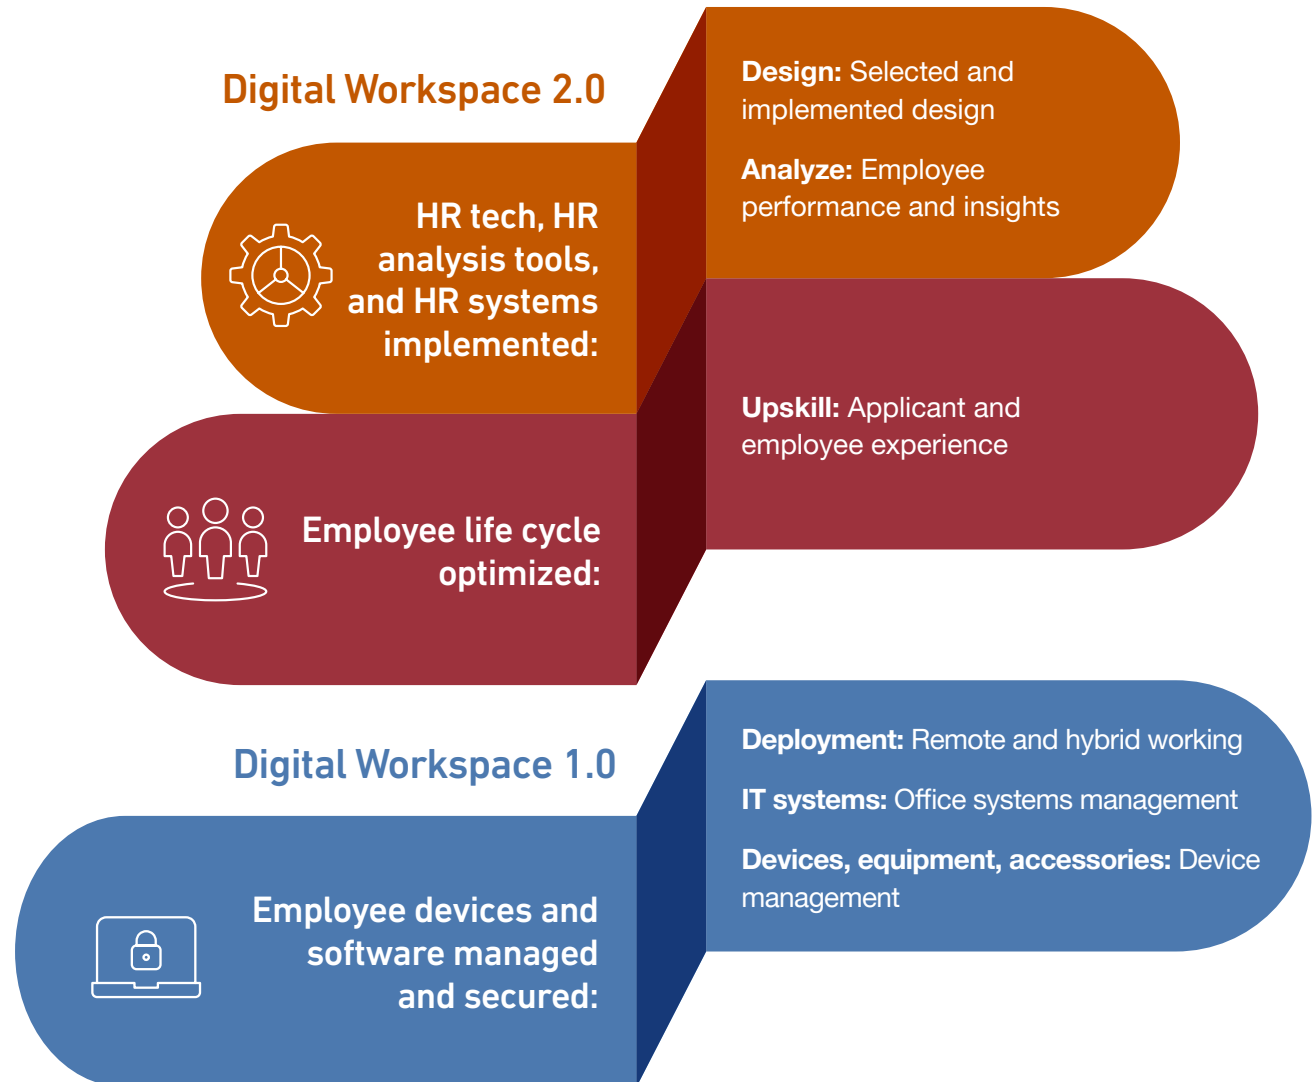 Digital Workspace 2.0
HR tech, HR
analysis tools,
and HR systems
implemented:
Design: Selected and
implemented design
Analyze: Employee
performance and insights
Employee life cycle
optimized:
Upskill: Applicant and
employee experience
Digital Workspace 1.0
Employee devices and
software managed
and secured:
Deployment: Remote and hybrid working
IT systems: Office systems management
Devices, equipment, accessories: Device
management